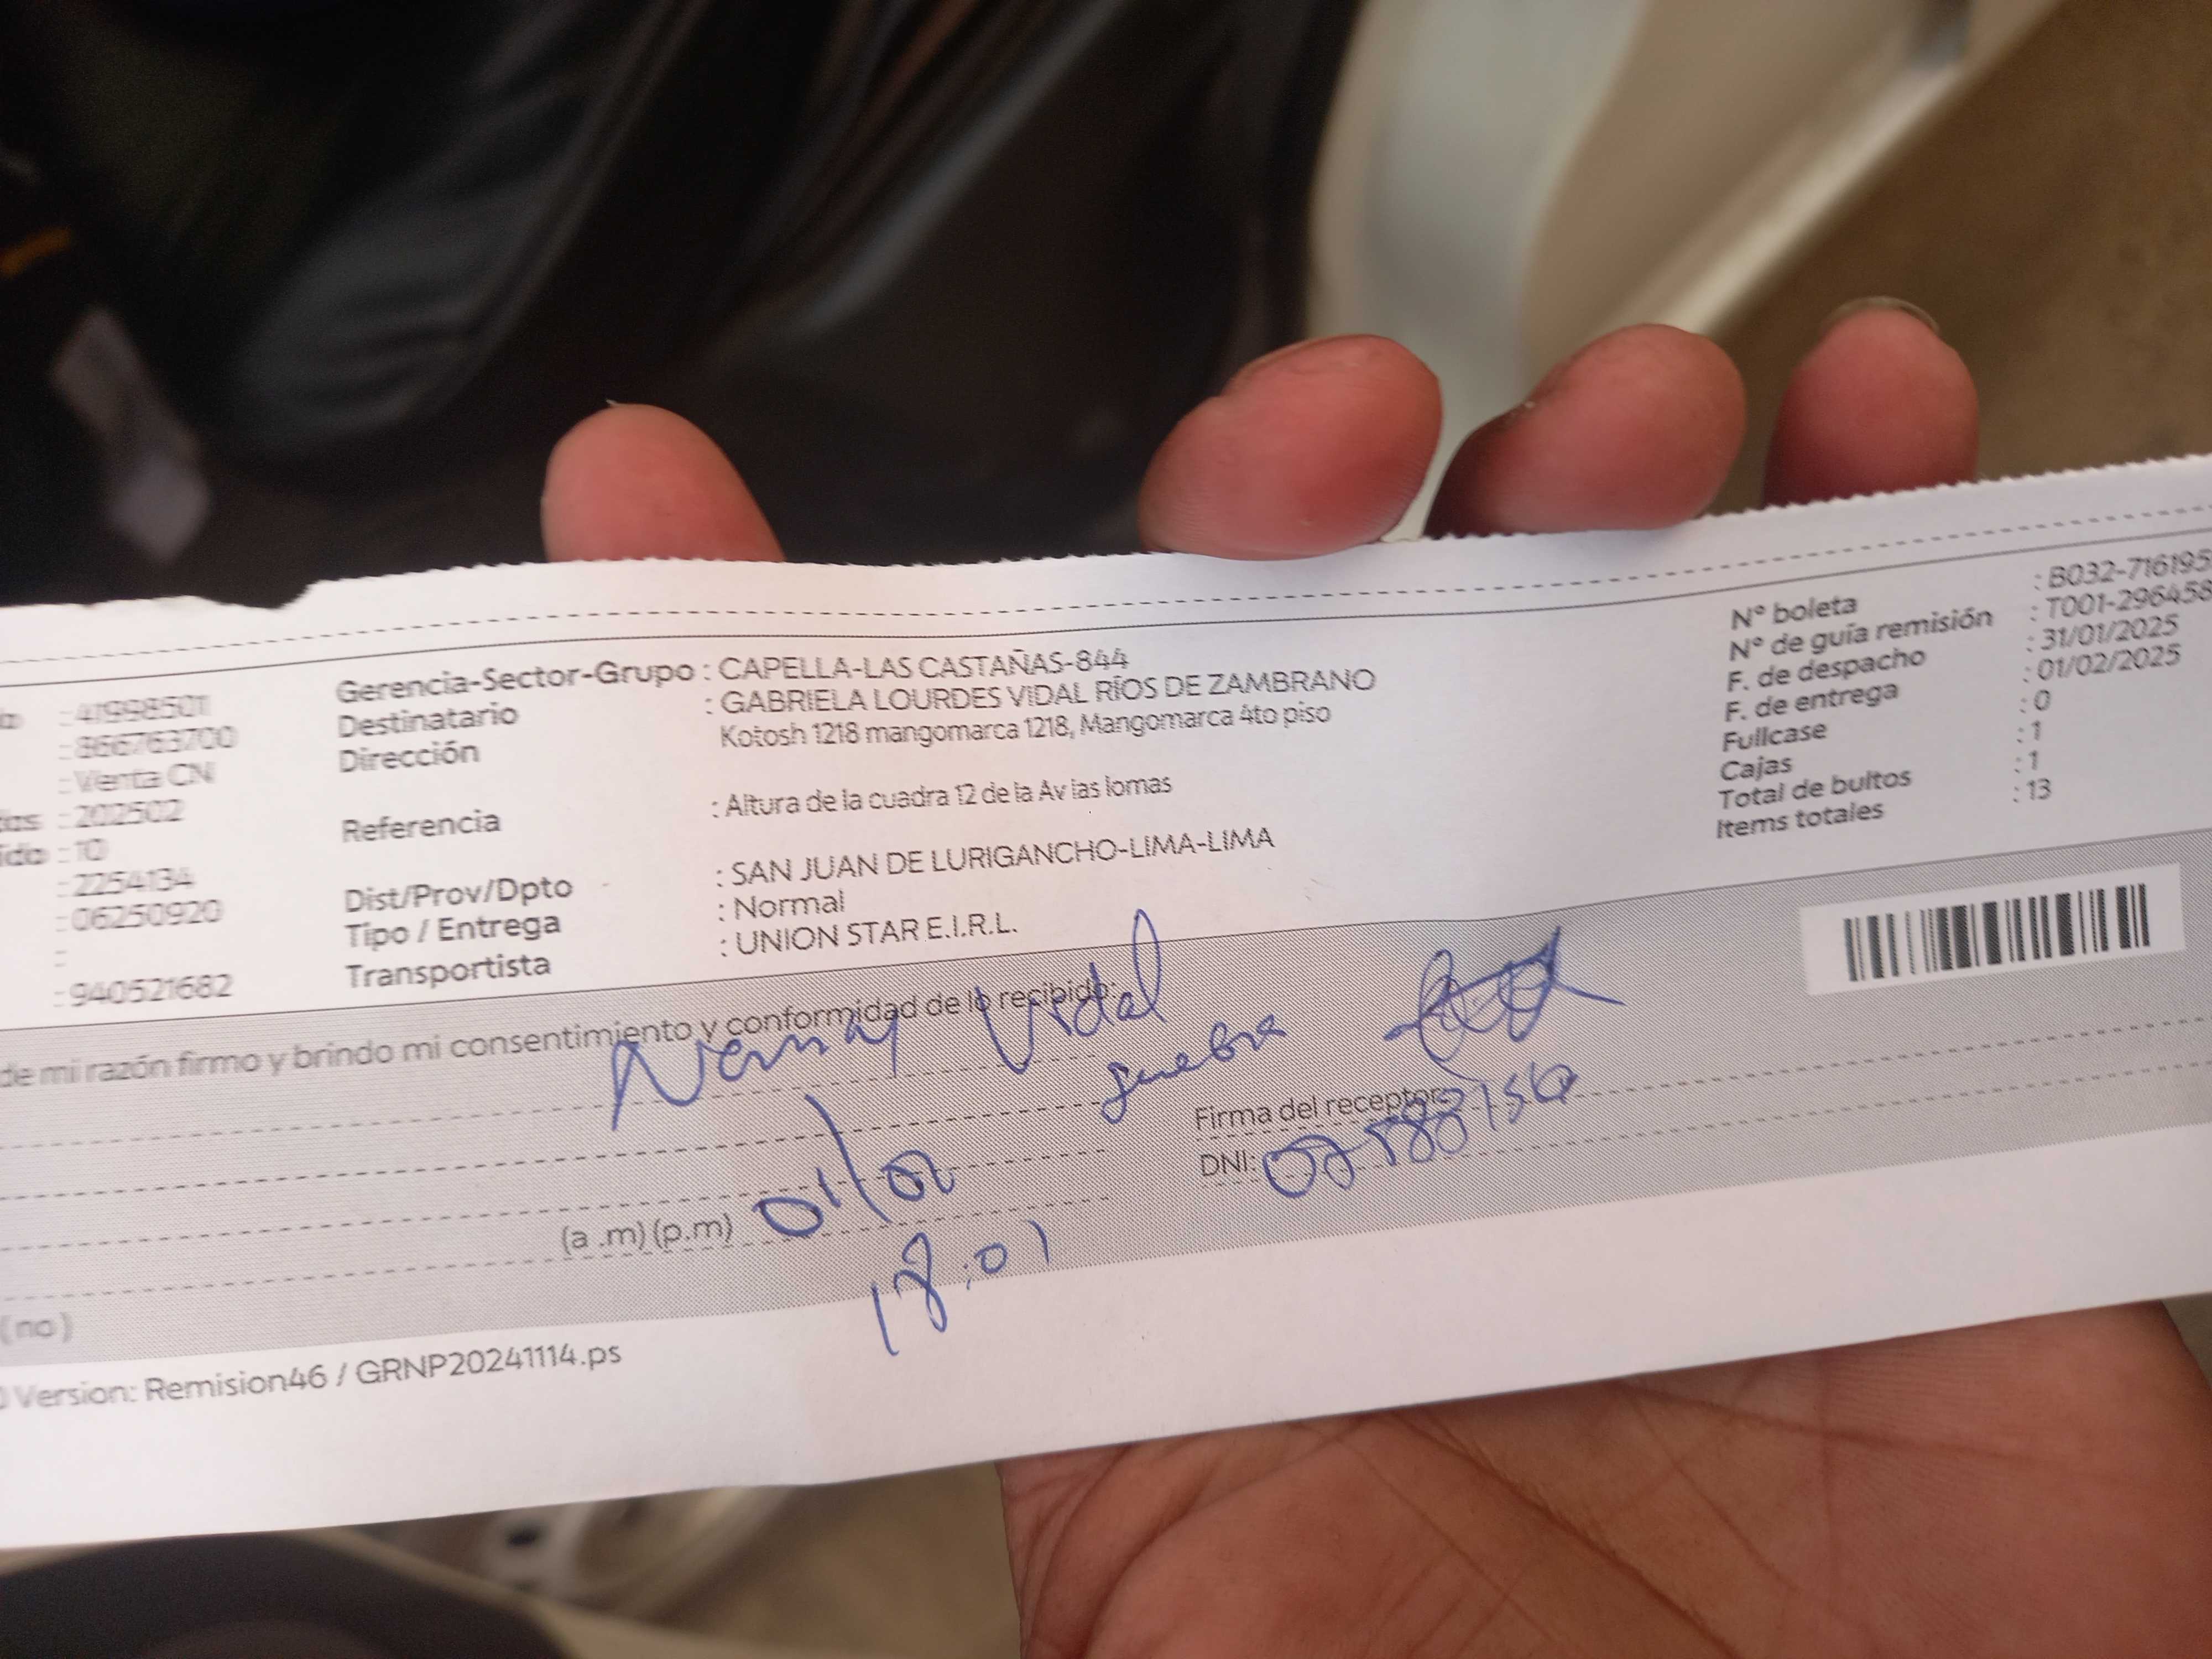 : 41998501
: 866763700
: Venta CN
: 202502
: 10
: 2254134
: 06250920
:
: 940521682
Gerencia-Sector-Grupo : CAPELLA-LAS CASTAÑAS-844
Destinatario : GABRIELA LOURDES VIDAL RÍOS DE ZAMBRANO
Dirección Kotosh 1218 mangomarca 1218, Mangomarca 4to piso
Referencia : Altura de la cuadra 12 de la Av las lomas
Dist/Prov/Dpto : SAN JUAN DE LURIGANCHO-LIMA-LIMA
Tipo / Entrega : Normal
Transportista : UNION STAR E.I.R.L.
N° boleta : B032-716195
N° de guía remisión : T001-296458
F. de despacho : 31/01/2025
F. de entrega : 01/02/2025
Fullcase : 0
Cajas : 1
Total de bultos : 1
Items totales : 13
de mi razón firmo y brindo mi consentimiento y conformidad de lo recibido:
Vidal
Firma del receptor:
DNI:
(a .m) (p.m) 01/02
18:01
(no)
Version: Remision46 / GRNP20241114.ps